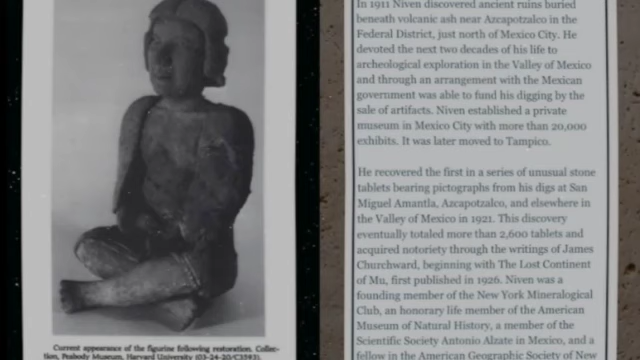 Current appearance of the figurine following restoration. Collec-
tion, Peabody Museum, Harvard University (03-24-20/C3593).
In 1911 Niven discovered ancient ruins buried
beneath volcanic ash near Azcapotzalco in the
Federal District, just north of Mexico City. He
devoted the next two decades of his life to
archeological exploration in the Valley of Mexico
and through an arrangement with the Mexican
government was able to fund his digging by the
sale of artifacts. Niven established a private
museum in Mexico City with more than 20,000
exhibits. It was later moved to Tampico.
He recovered the first in a series of unusual stone
tablets bearing pictographs from his digs at San
Miguel Amantla, Azcapotzalco, and elsewhere in
the Valley of Mexico in 1921. This discovery
eventually totaled more than 2,600 tablets and
acquired notoriety through the writings of James
Churchward, beginning with The Lost Continent
of Mu, first published in 1926. Niven was a
founding member of the New York Mineralogical
Club, an honorary life member of the American
Museum of Natural History, a member of the
Scientific Society Antonio Alzate in Mexico, and a
fellow in the American Geographic Society of New